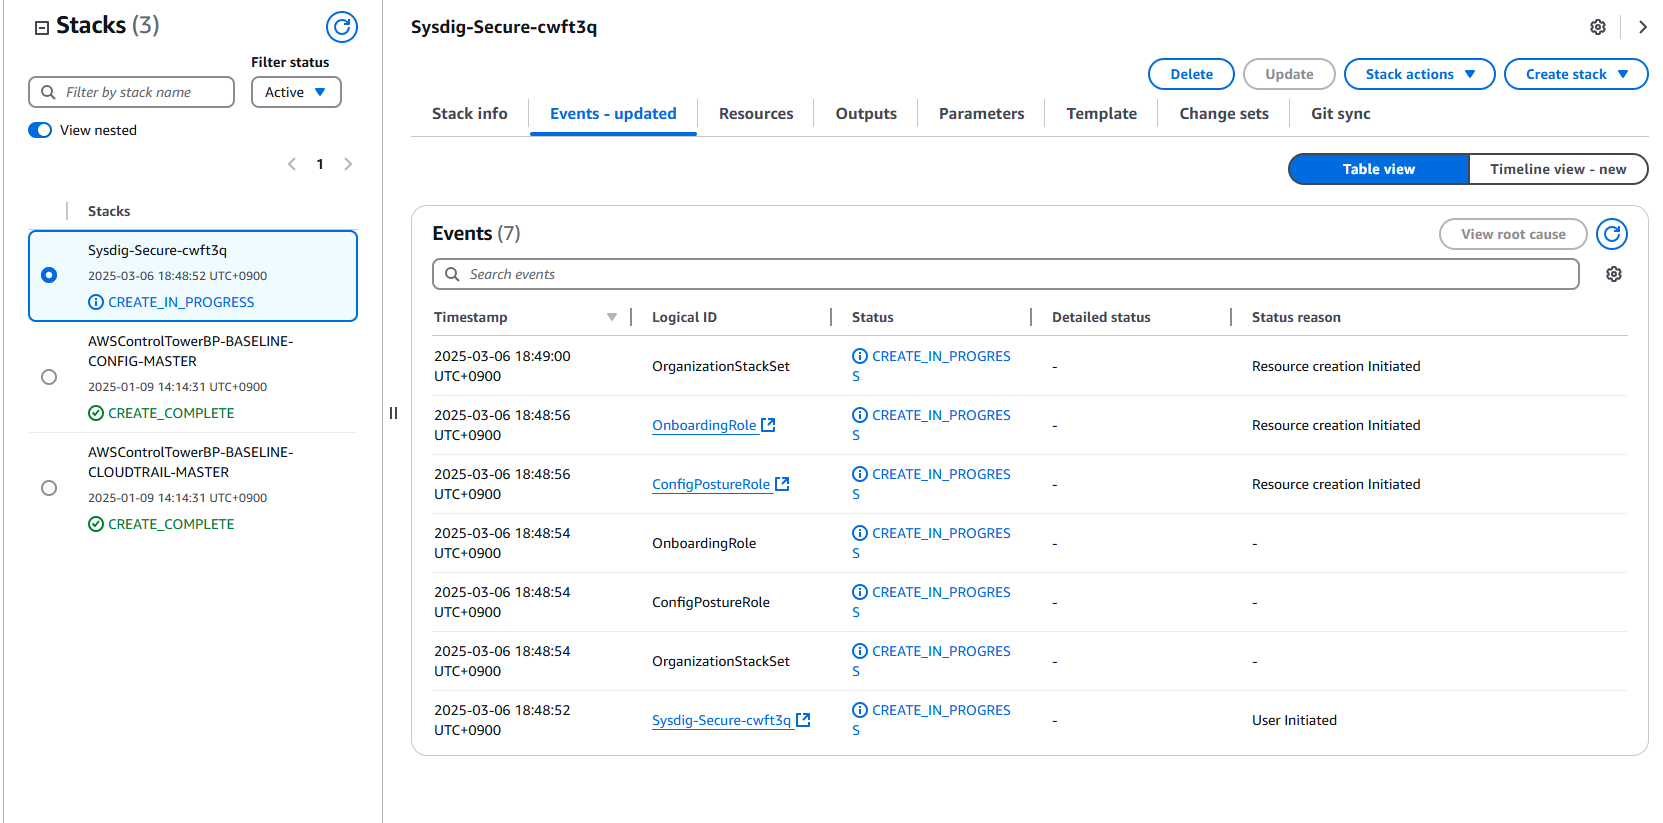 Stacks (3)
Filter status
Filter by stack name
Active
View nested
1
Stacks
Sysdig-Secure-cwft3q
2025-03-06 18:48:52 UTC+0900
CREATE_IN_PROGRESS
AWSControlTowerBP-BASELINE-
CONFIG-MASTER
2025-01-09 14:14:31 UTC+0900
CREATE_COMPLETE
AWSControlTowerBP-BASELINE-
CLOUDTRAIL-MASTER
2025-01-09 14:14:31 UTC+0900
CREATE_COMPLETE
Sysdig-Secure-cwft3q
Delete Update Stack actions Create stack
Stack info Events - updated Resources Outputs Parameters Template Change sets Git sync
Table view Timeline view - new
Events (7)
View root cause
Search events
Timestamp Logical ID Status Detailed status Status reason
2025-03-06 18:49:00
UTC+0900 OrganizationStackSet CREATE_IN_PROGRES
S - Resource creation Initiated
2025-03-06 18:48:56
UTC+0900 OnboardingRole CREATE_IN_PROGRES
S - Resource creation Initiated
2025-03-06 18:48:56
UTC+0900 ConfigPostureRole CREATE_IN_PROGRES
S - Resource creation Initiated
2025-03-06 18:48:54
UTC+0900 OnboardingRole CREATE_IN_PROGRES
S - -
2025-03-06 18:48:54
UTC+0900 ConfigPostureRole CREATE_IN_PROGRES
S - -
2025-03-06 18:48:54
UTC+0900 OrganizationStackSet CREATE_IN_PROGRES
S - -
2025-03-06 18:48:52
UTC+0900 Sysdig-Secure-cwft3q CREATE_IN_PROGRES
S - User Initiated